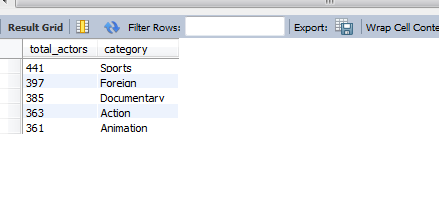 Result Grid Filter Rows: Export: Wrap Cell Conte
total_actors category
441 Sports
397 Foreign
385 Documentary
363 Action
361 Animation